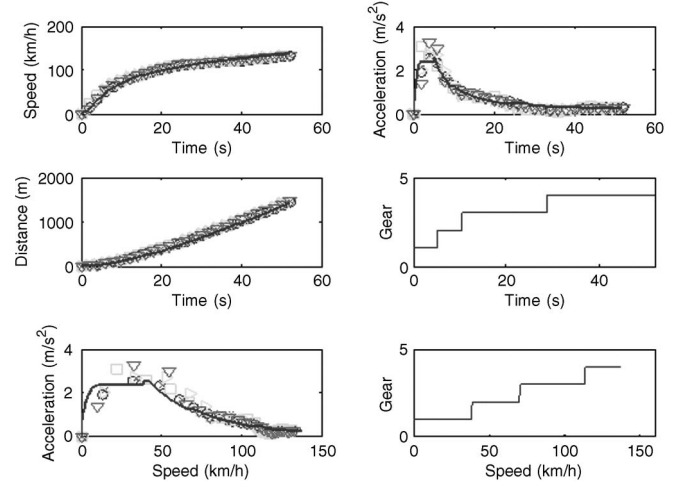 200
100
0
Speed (km/h)
0 20 40 60
Time (s)
4
2
0
Acceleration (m/s²)
0 20 40 60
Time (s)
2000
1000
0
Distance (m)
0 20 40 60
Time (s)
5
0
Gear
0 20 40
Time (s)
4
2
0
Acceleration (m/s²)
0 50 100 150
Speed (km/h)
5
0
Gear
0 50 100 150
Speed (km/h)